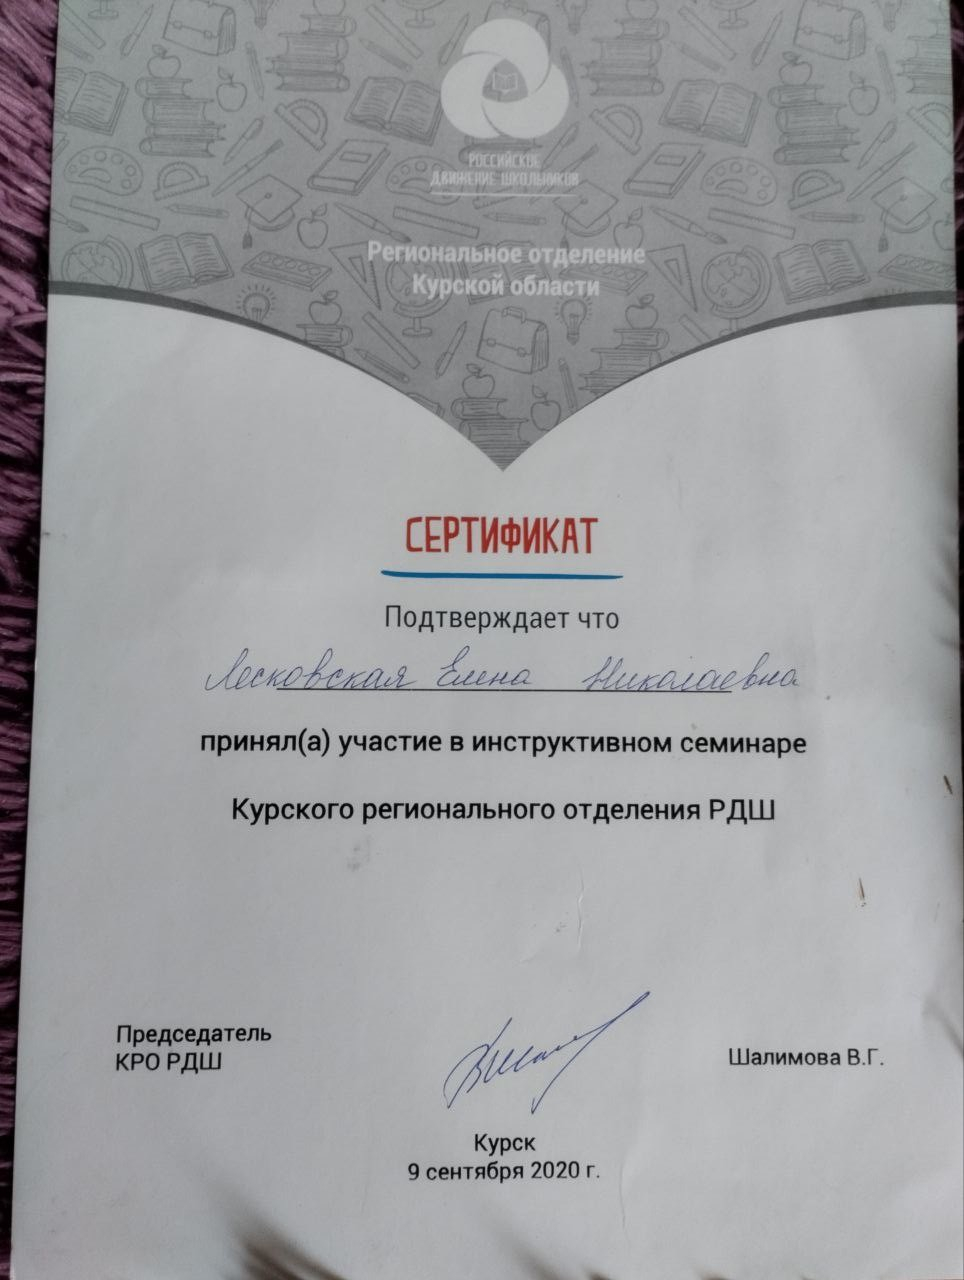 РОССИЙСКОЕ
ДВИЖЕНИЕ ШКОЛЬНИКОВ
Региональное отделение
Курской области
СЕРТИФИКАТ
Подтверждает что
Лесковская Елена Николаевна
принял(а) участие в инструктивном семинаре
Курского регионального отделения РДШ
Председатель
КРО РДШ
Шалимова В.Г.
Курск
9 сентября 2020 г.